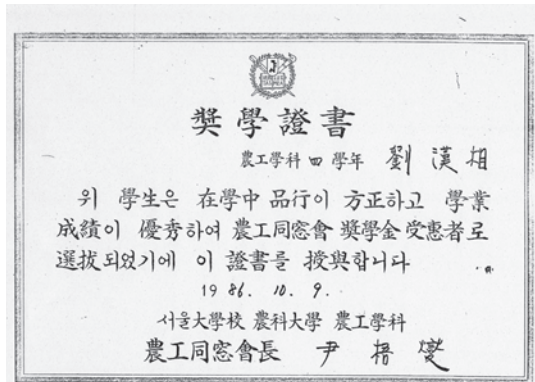 獎學證書
農工學科 四 學年 劉漢相
위 學生은 在學中 品行이 方正하고 學業
成績이 優秀하여 農工同窓會 獎學金 受惠者로
選拔되었기에 이 證書를 授與합니다
1986. 10. 9.
서울大學校 農科大學 農工學科
農工同窓會長 尹